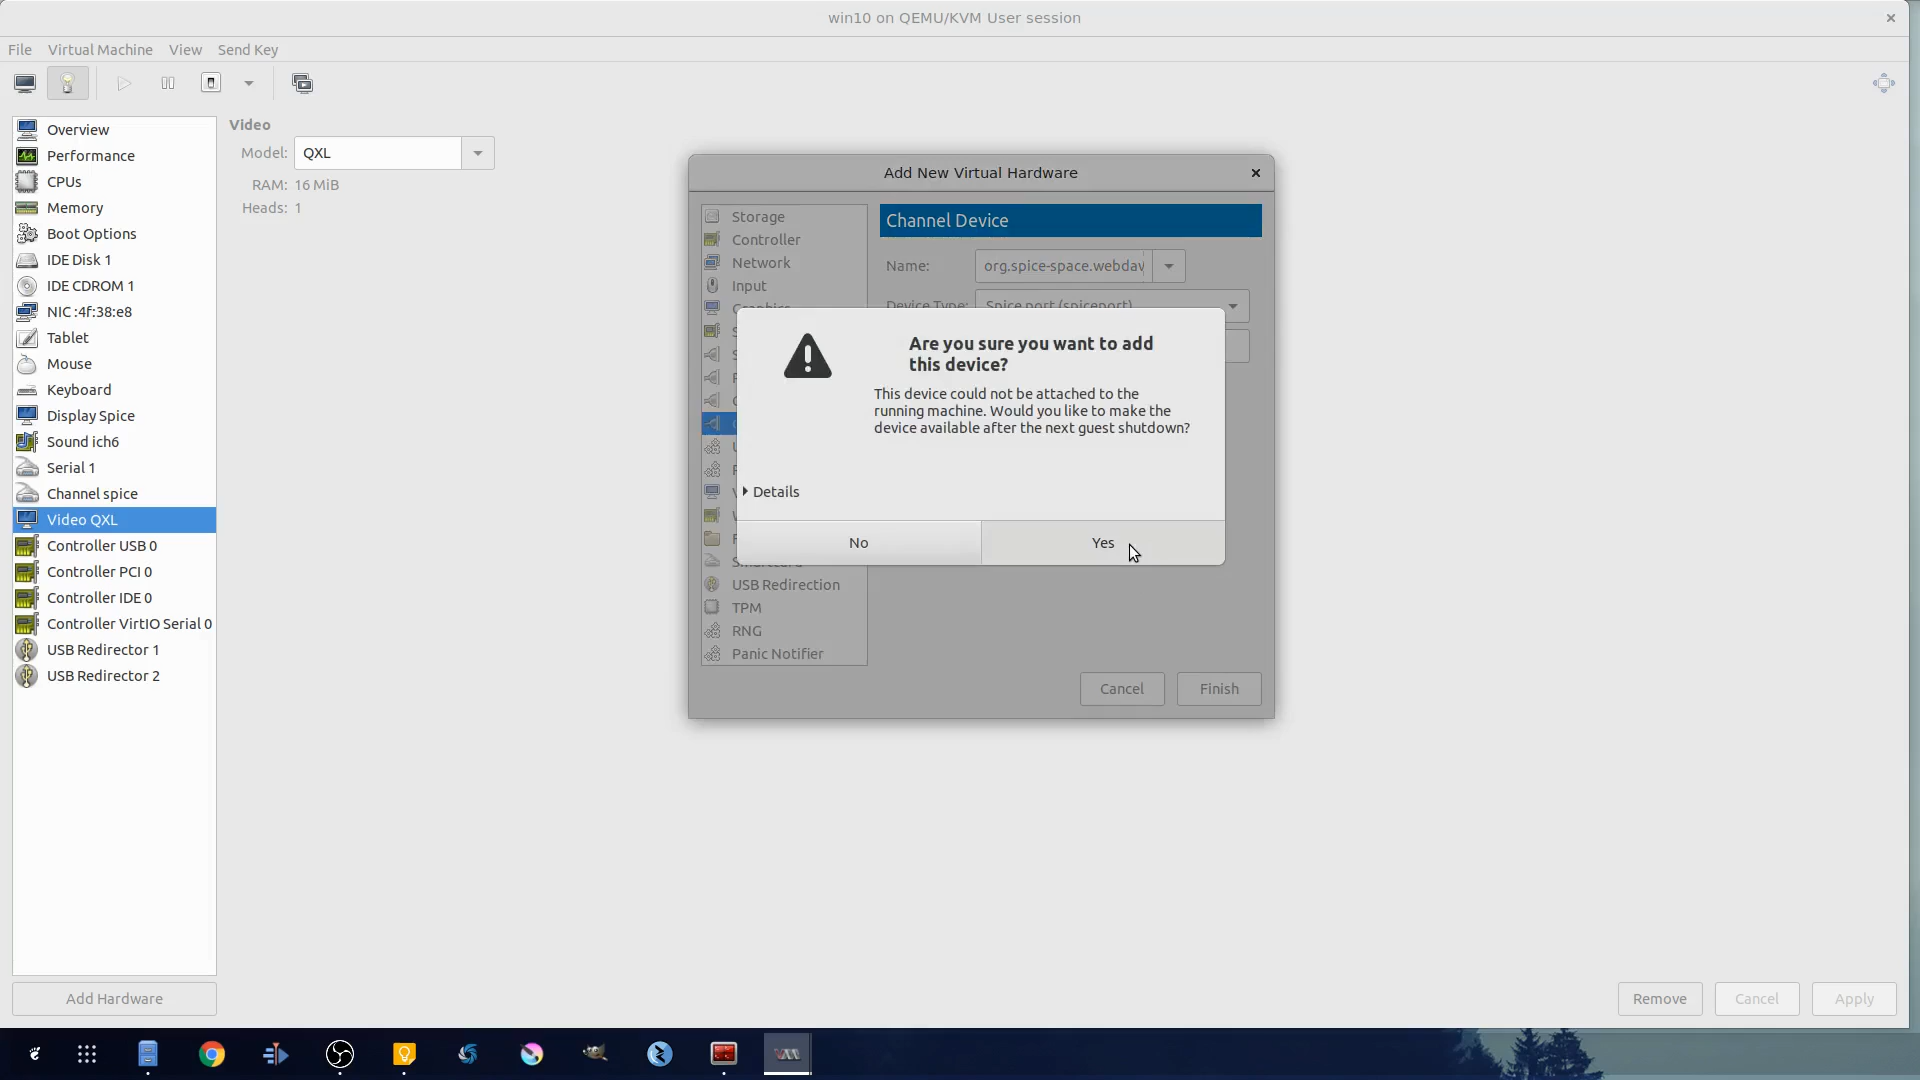 win10 on QEMU/KVM User session
File Virtual Machine View Send Key
Overview
Performance
CPUs
Memory
Boot Options
IDE Disk 1
IDE CDROM 1
NIC :4f:38:e8
Tablet
Mouse
Keyboard
Display Spice
Sound ich6
Serial 1
Channel spice
Video QXL
Controller USB 0
Controller PCI 0
Controller IDE 0
Controller VirtIO Serial 0
USB Redirector 1
USB Redirector 2
Add Hardware
Video
Model: QXL
RAM: 16 MiB
Heads: 1
Add New Virtual Hardware
Storage
Controller
Network
Input
Graphics
USB Redirection
TPM
RNG
Panic Notifier
Channel Device
Name: org.spice-space.webdav
Device Type: Spice port (spiceport)
Are you sure you want to add
this device?
This device could not be attached to the
running machine. Would you like to make the
device available after the next guest shutdown?
Details
No Yes
Cancel Finish
Remove Cancel Apply